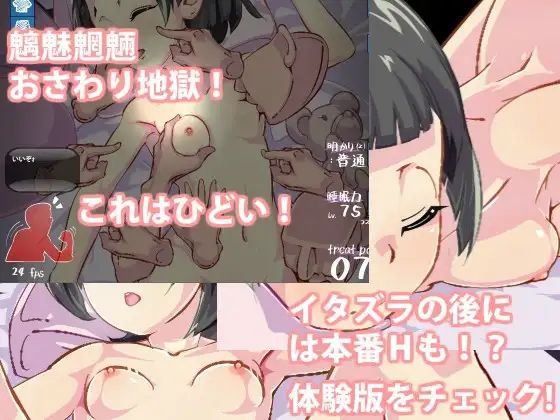 魑魅魍魎
おさわり地獄！
いいぞ♪
明かり(Z)
:普通
睡眠力
Lv. 75
treat po
07
これはひどい！
24 fps
イタズラの後に
は本番Hも！？
体験版をチェック!